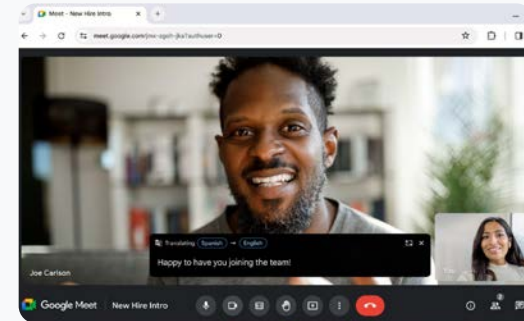 Meet - New Hire Intro
meet.google.com
Translating Spanish → English
Happy to have you joining the team!
Joe Carlson
Google Meet New Hire Intro
2